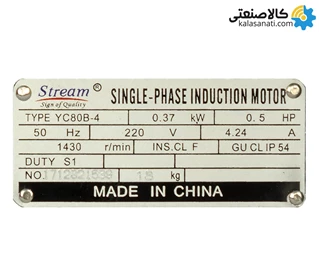 کالاصنعتی
kalasanati.com
Stream® SINGLE-PHASE INDUCTION MOTOR
Sign of Quality
TYPE YC80B-4 0.37 kW 0.5 HP
50 Hz 220 V 4.24 A
1430 r/min INS.CL F GU CL IP 54
DUTY S1
NO. kg
MADE IN CHINA